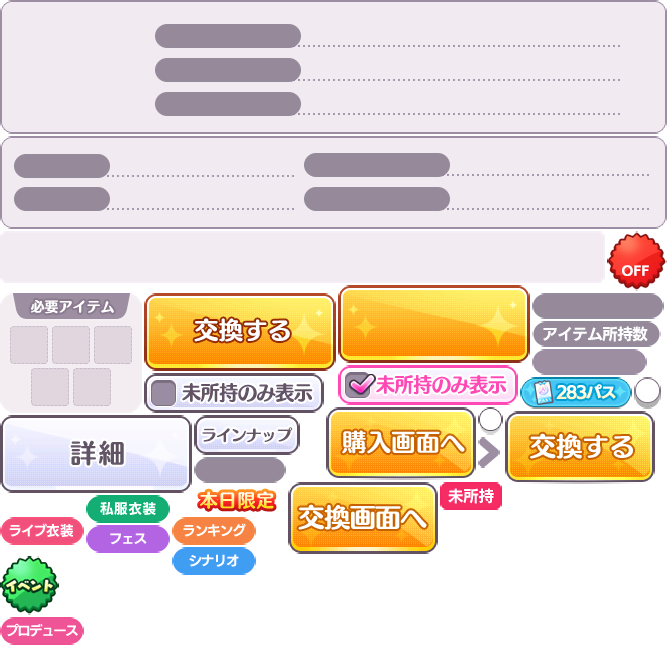 OFF
必要アイテム
交換する
アイテム所持数
未所持のみ表示
未所持のみ表示
283パス
詳細
ラインナップ
購入画面へ
交換する
本日限定
交換画面へ
未所持
私服衣装
ライブ衣装
フェス
ランキング
シナリオ
イベント
プロデュース